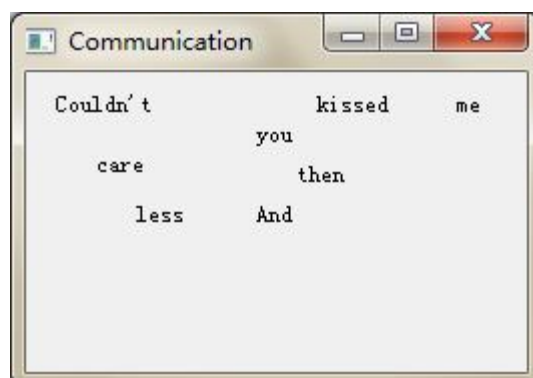 Communication
Couldn't kissed me
you
care
then
less And